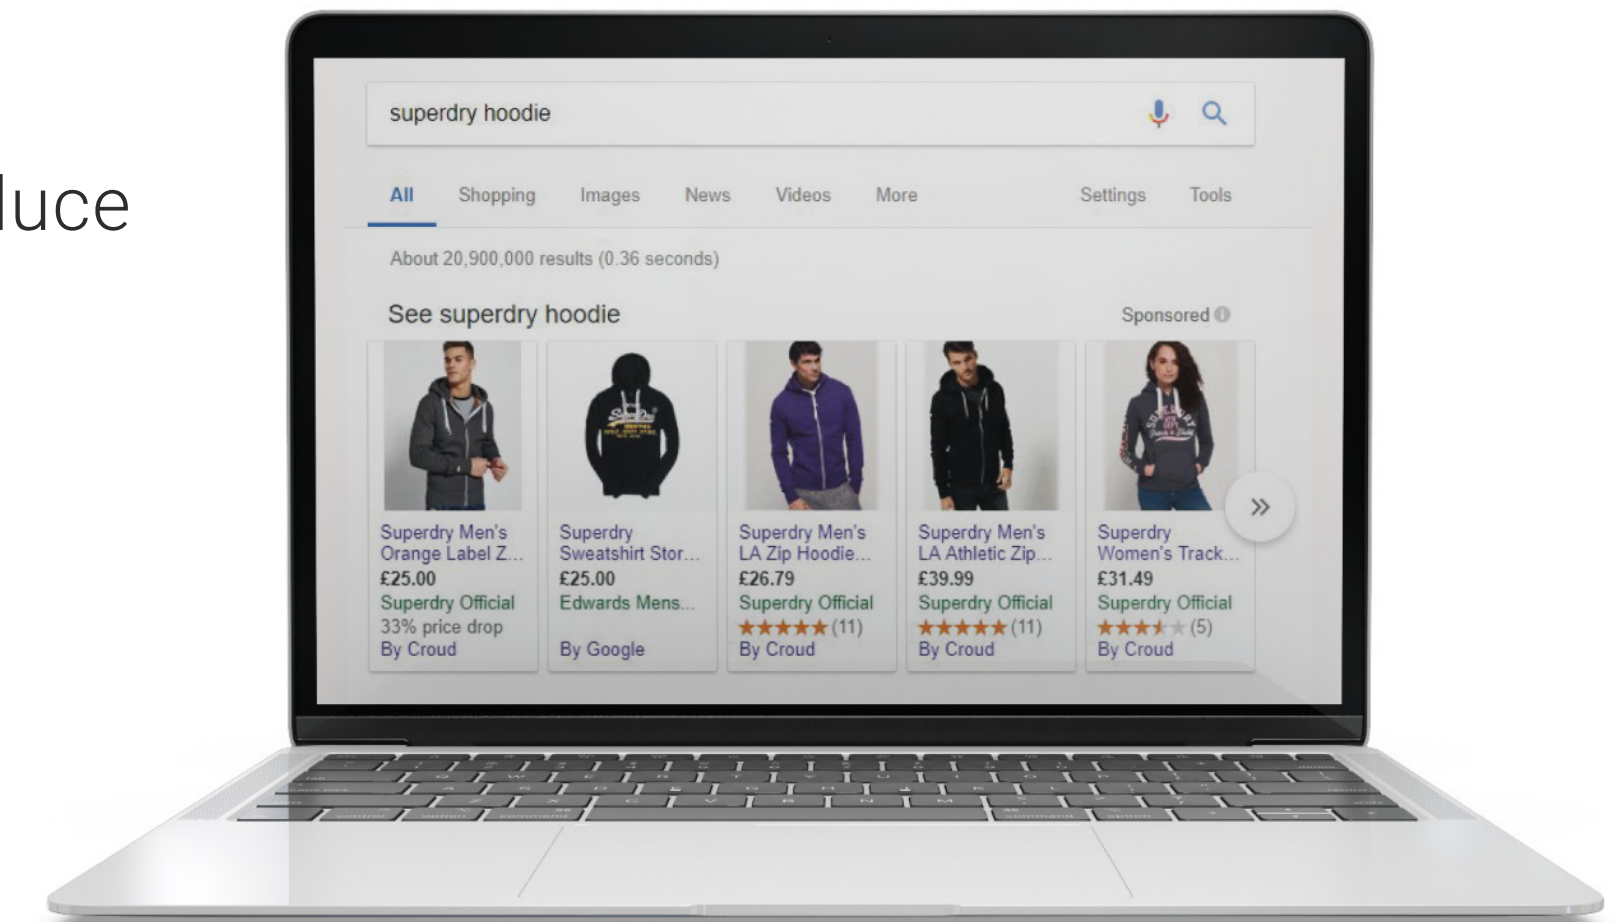 luce
superdry hoodie
All Shopping Images News Videos More Settings Tools
About 20,900,000 results (0.36 seconds)
See superdry hoodie
Sponsored
Superdry Men's
Orange Label Z...
£25.00
Superdry Official
33% price drop
By Croud
Superdry
Sweatshirt Stor...
£25.00
Edwards Mens...
By Google
Superdry Men's
LA Zip Hoodie...
£26.79
Superdry Official
(11)
By Croud
Superdry Men's
LA Athletic Zip...
£39.99
Superdry Official
(11)
By Croud
Superdry
Women's Track...
£31.49
Superdry Official
(5)
By Croud